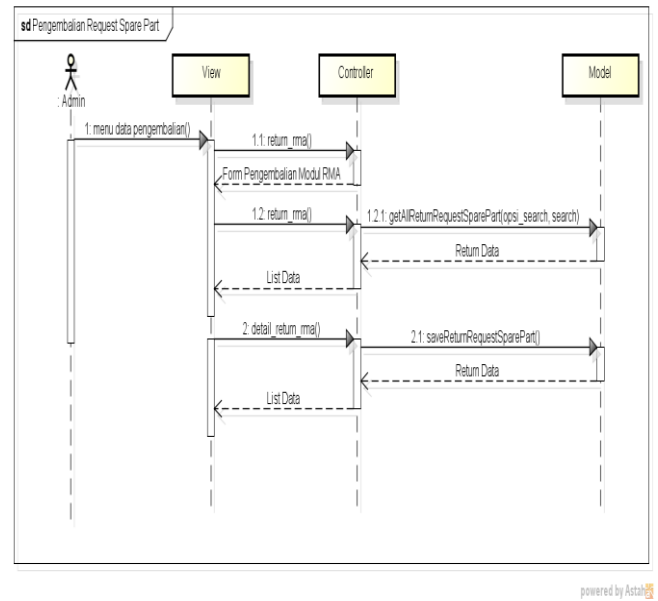 sd Pengembalian Request Spare Part
: Admin
View
Controller
Model
1: menu data pengembalian()
1.1: return_rma()
Form Pengembalian Modul RMA
1.2: return_rma()
1.2.1: getAllReturnRequestSparePart(opsi_search, search)
Return Data
List Data
2: detail_return_rma()
2.1: saveReturnRequestSparePart()
Return Data
List Data
powered by Astah